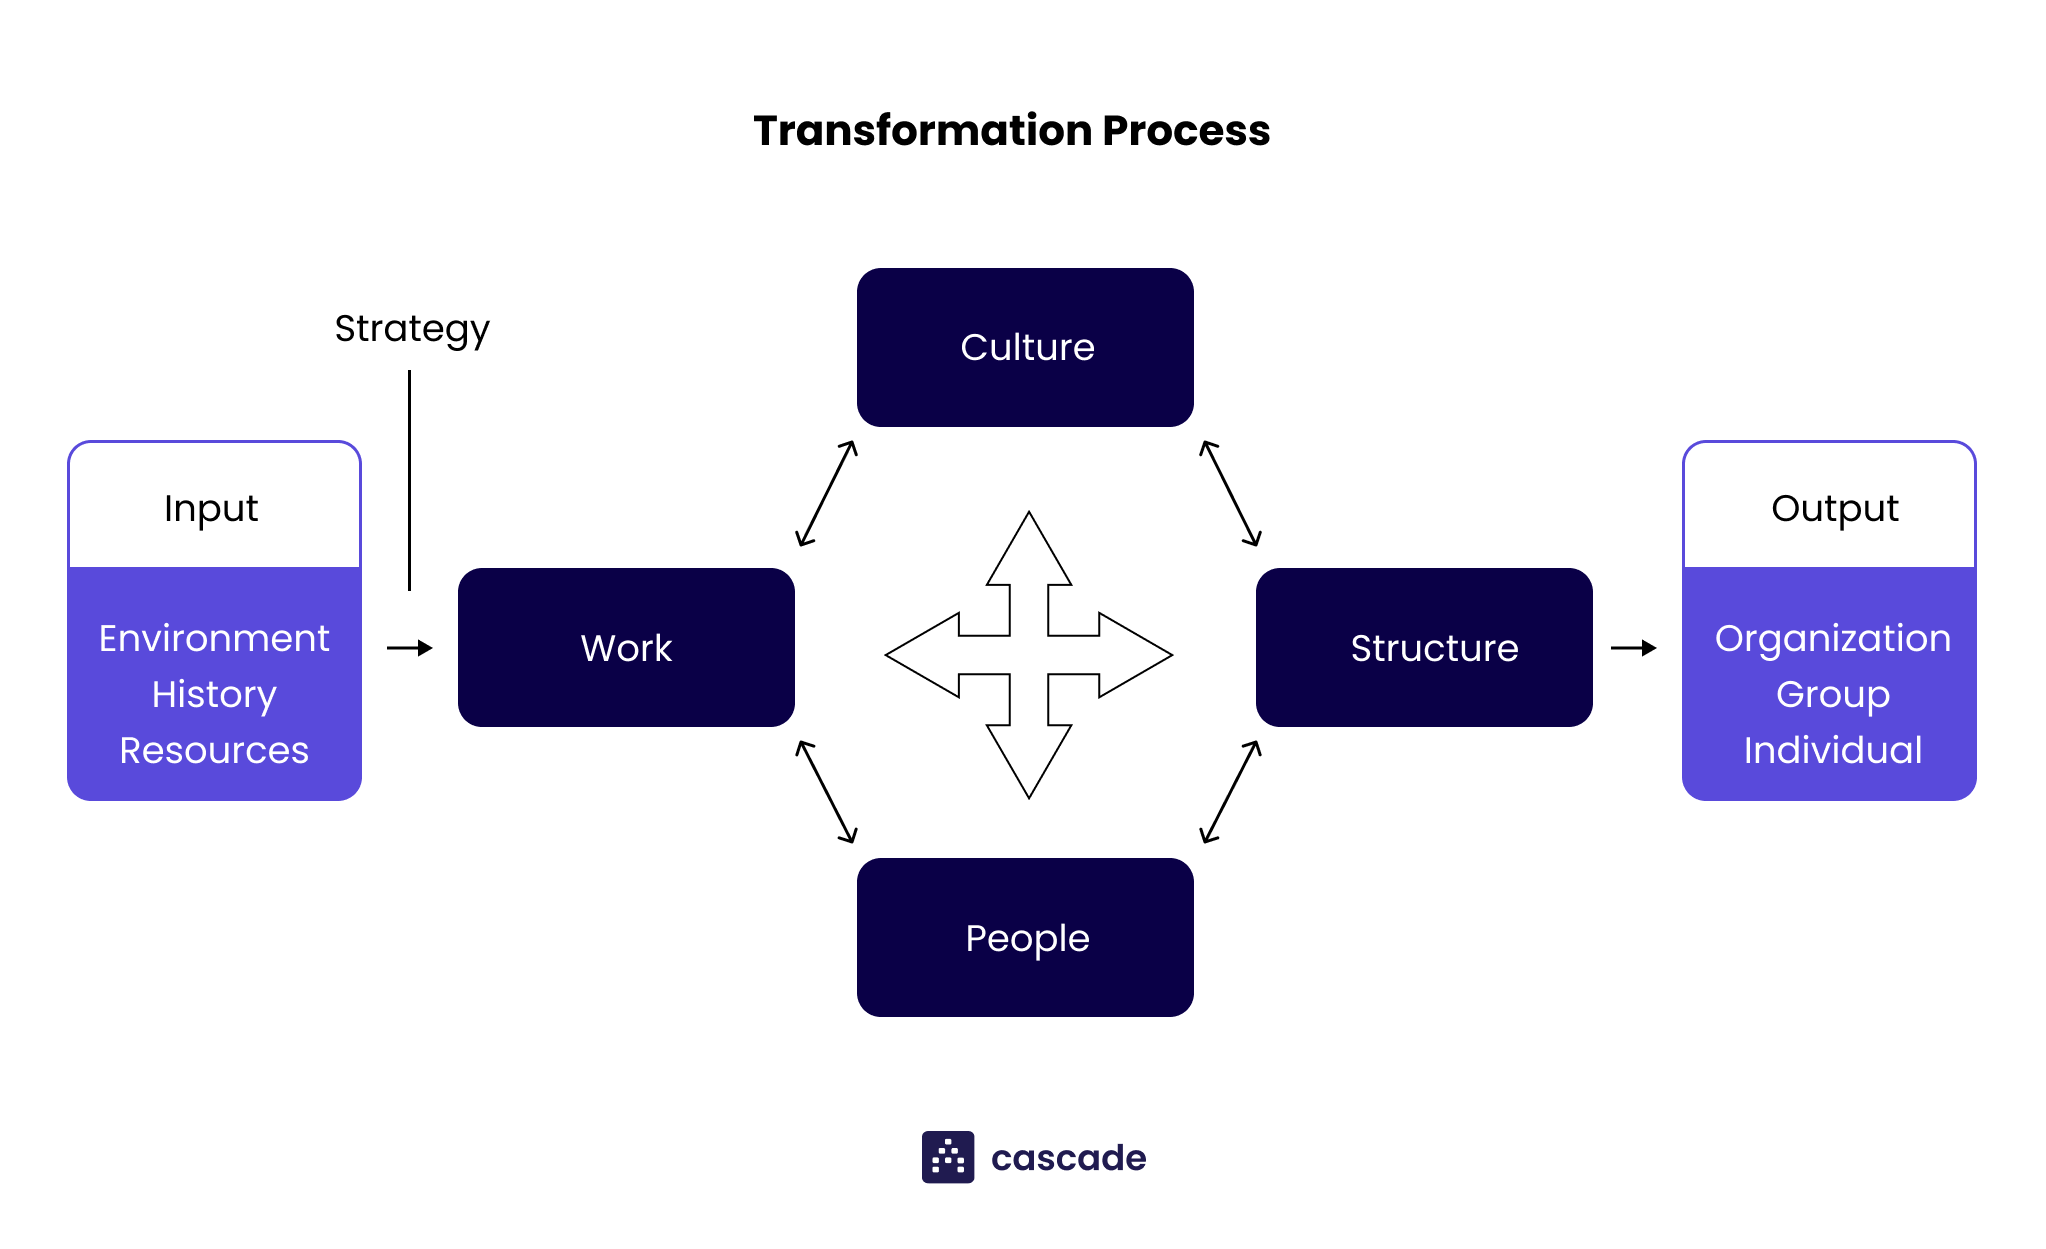 Transformation Process
Strategy
Input
Environment
History
Resources
Work
Culture
People
Structure
Output
Organization
Group
Individual
cascade